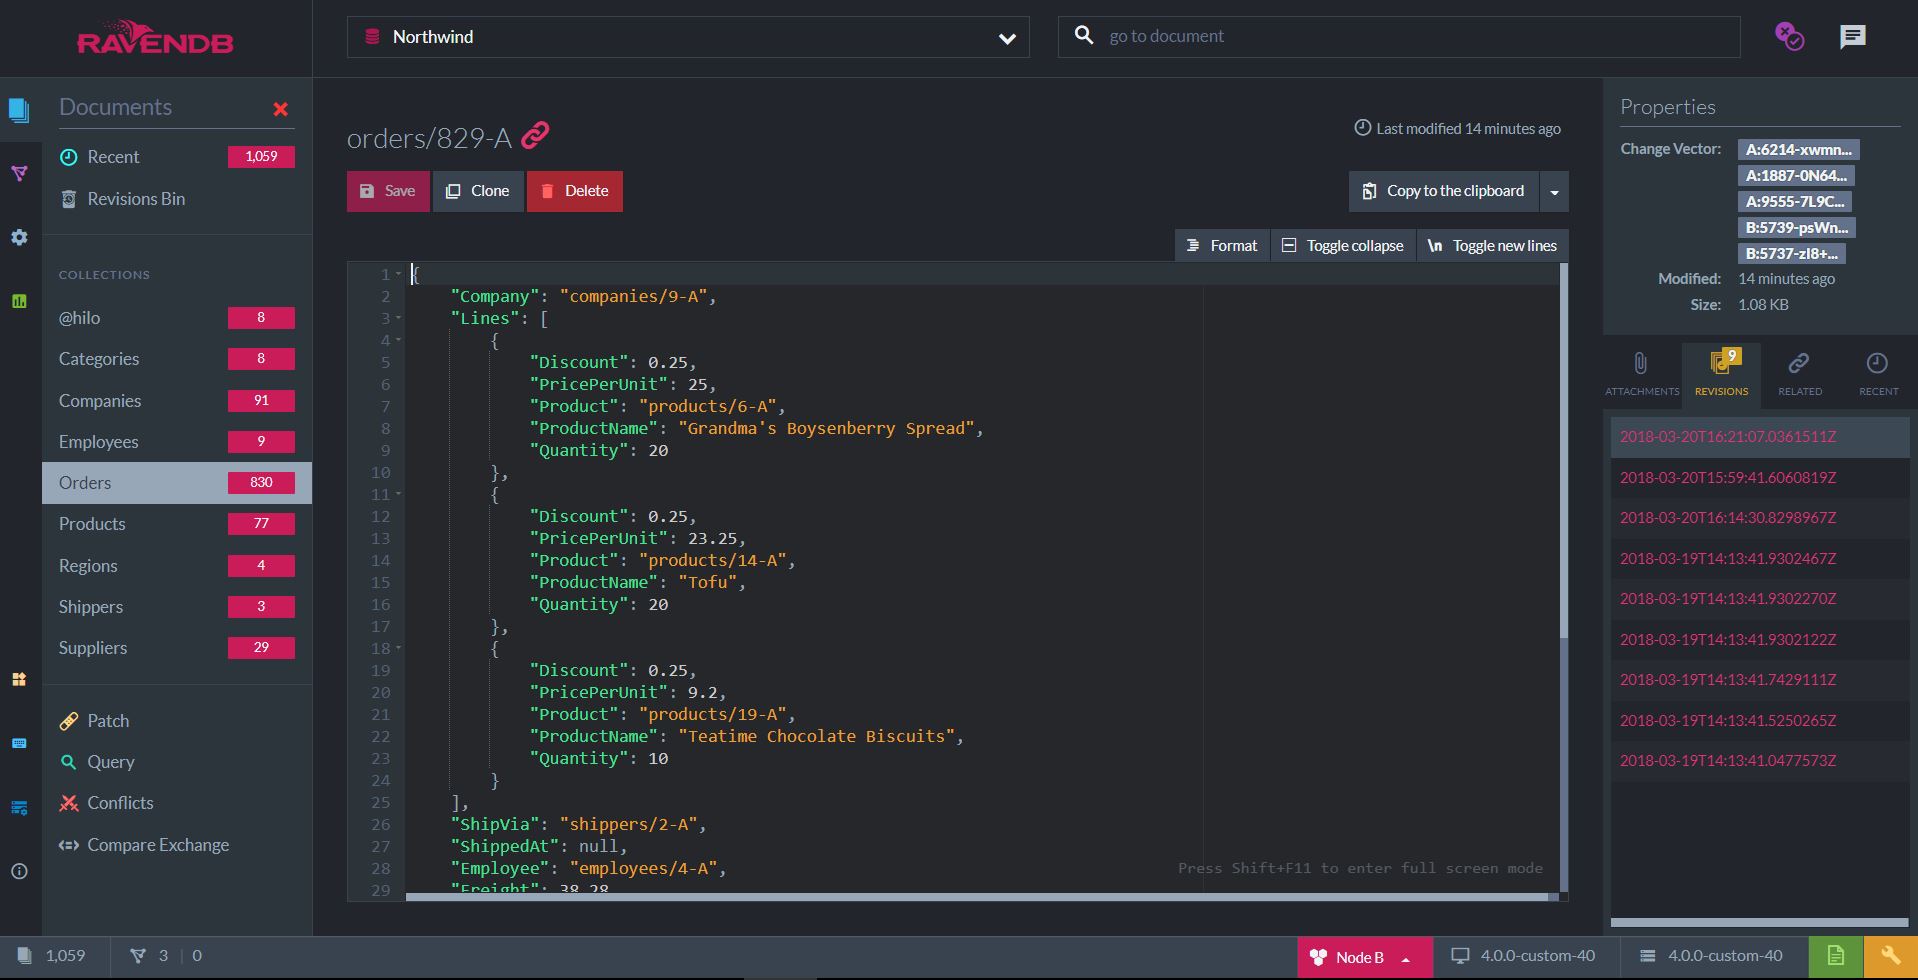 RAVENDB
Northwind
go to document
Documents
Recent 1,059
Revisions Bin
COLLECTIONS
@hilo 8
Categories 8
Companies 91
Employees 9
Orders 830
Products 77
Regions 4
Shippers 3
Suppliers 29
Patch
Query
Conflicts
Compare Exchange
orders/829-A
Last modified 14 minutes ago
Save Clone Delete
Copy to the clipboard
Format Toggle collapse \n Toggle new lines
1 {
2 "Company": "companies/9-A",
3 "Lines": [
4 {
5 "Discount": 0.25,
6 "PricePerUnit": 25,
7 "Product": "products/6-A",
8 "ProductName": "Grandma's Boysenberry Spread",
9 "Quantity": 20
10 },
11 {
12 "Discount": 0.25,
13 "PricePerUnit": 23.25,
14 "Product": "products/14-A",
15 "ProductName": "Tofu",
16 "Quantity": 20
17 },
18 {
19 "Discount": 0.25,
20 "PricePerUnit": 9.2,
21 "Product": "products/19-A",
22 "ProductName": "Teatime Chocolate Biscuits",
23 "Quantity": 10
24 }
25 ],
26 "ShipVia": "shippers/2-A",
27 "ShippedAt": null,
28 "Employee": "employees/4-A",
29 "Freight": 38.28
Press Shift+F11 to enter full screen mode
Properties
Change Vector: A:6214-xwmn...
A:1887-0N64...
A:9555-7L9C...
B:5739-psWn...
B:5737-zI8+...
Modified: 14 minutes ago
Size: 1.08 KB
9
ATTACHMENTS REVISIONS RELATED RECENT
2018-03-20T16:21:07.0361511Z
2018-03-20T15:59:41.6060819Z
2018-03-20T16:14:30.8298967Z
2018-03-19T14:13:41.9302467Z
2018-03-19T14:13:41.9302270Z
2018-03-19T14:13:41.9302122Z
2018-03-19T14:13:41.7429111Z
2018-03-19T14:13:41.5250265Z
2018-03-19T14:13:41.0477573Z
1,059 3 | 0 Node B 4.0.0-custom-40 4.0.0-custom-40